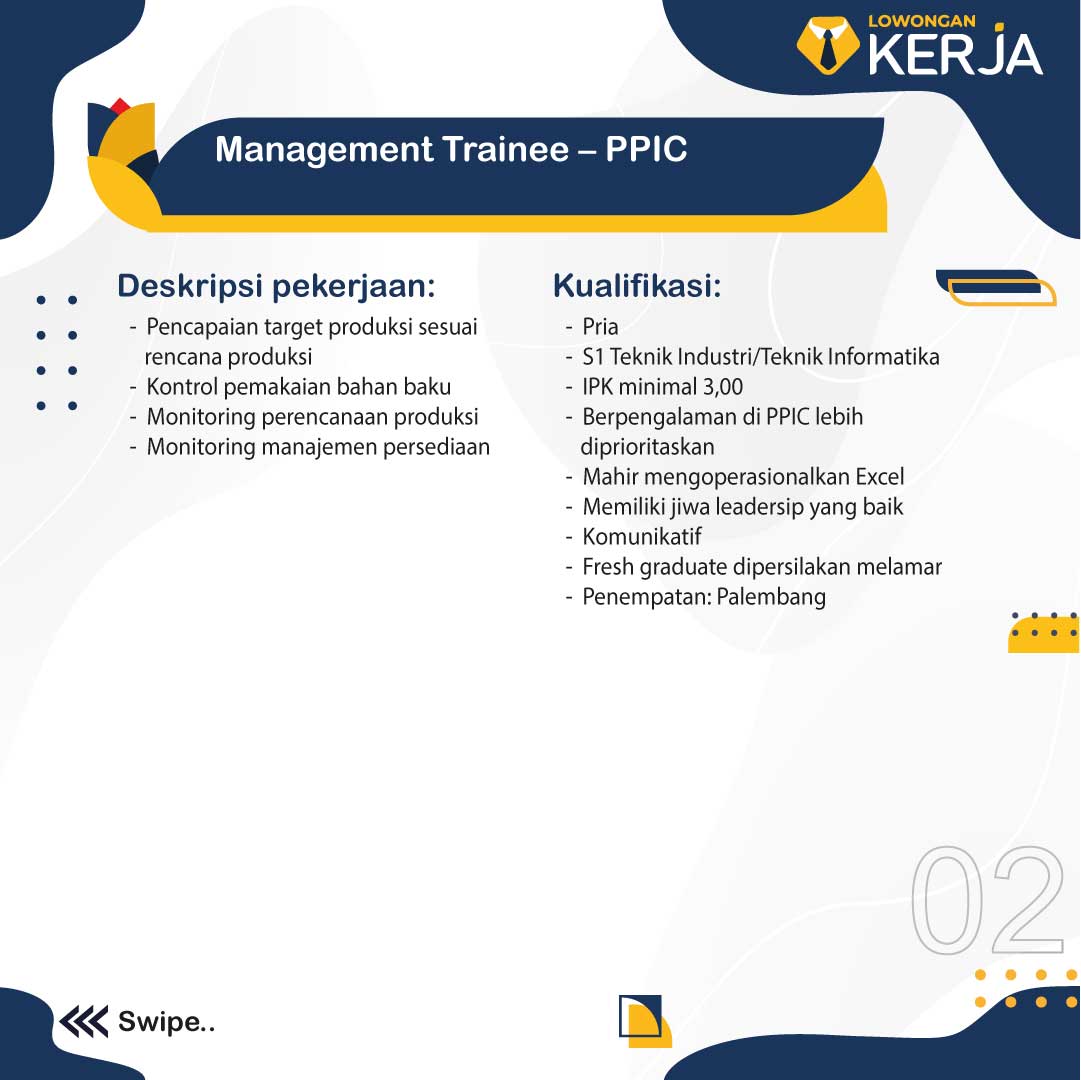 LOWONGAN
KERJA
Management Trainee – PPIC
Deskripsi pekerjaan:
- Pencapaian target produksi sesuai
rencana produksi
- Kontrol pemakaian bahan baku
- Monitoring perencanaan produksi
- Monitoring manajemen persediaan
Kualifikasi:
- Pria
- S1 Teknik Industri/Teknik Informatika
- IPK minimal 3,00
- Berpengalaman di PPIC lebih
diprioritaskan
- Mahir mengoperasionalkan Excel
- Memiliki jiwa leadersip yang baik
- Komunikatif
- Fresh graduate dipersilakan melamar
- Penempatan: Palembang
02
Swipe..